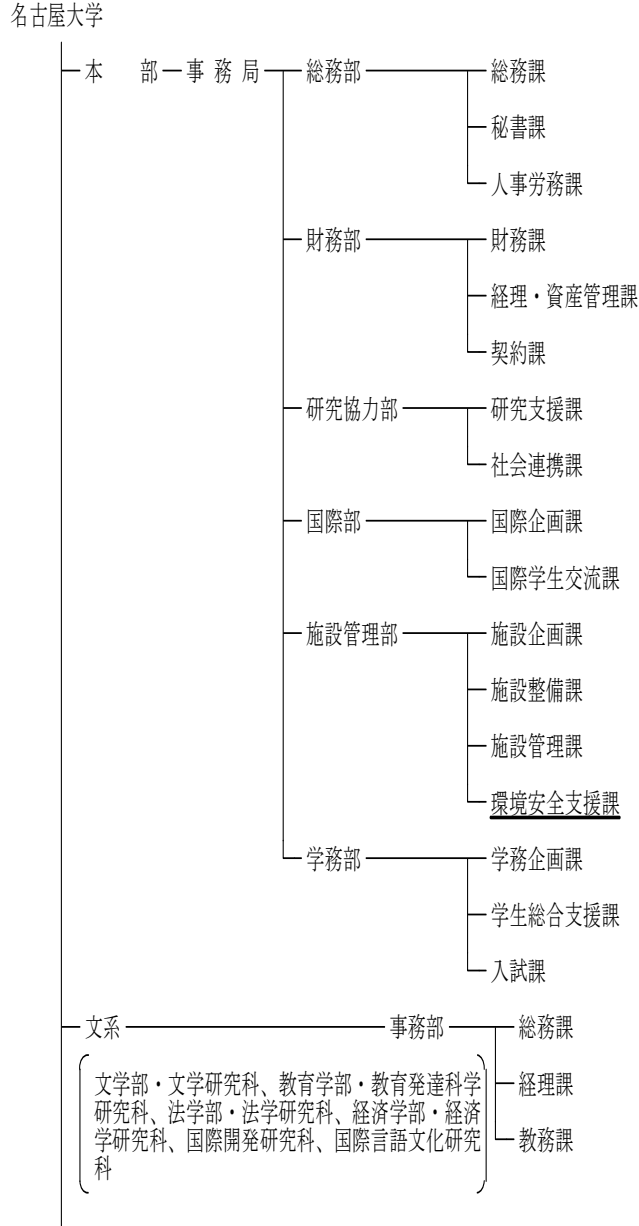 名古屋大学
本 部 事 務 局 総務部 総務課
秘書課
人事労務課
財務部 財務課
経理・資産管理課
契約課
研究協力部 研究支援課
社会連携課
国際部 国際企画課
国際学生交流課
施設管理部 施設企画課
施設整備課
施設管理課
環境安全支援課
学務部 学務企画課
学生総合支援課
入試課
文系 事務部 総務課
文学部・文学研究科、教育学部・教育発達科学 経理課
研究科、法学部・法学研究科、経済学部・経済
学研究科、国際開発研究科、国際言語文化研究 教務課
科